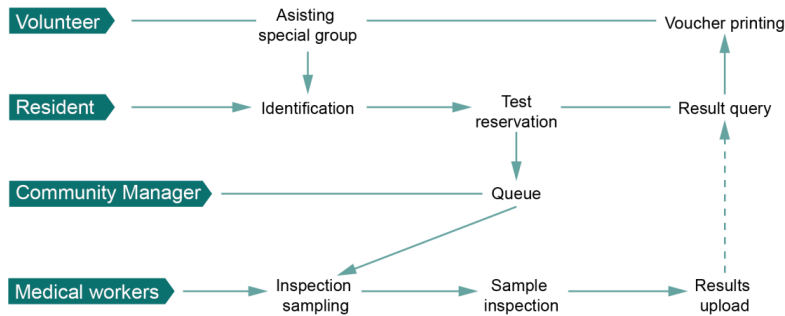 Volunteer
Asisting
special group
Voucher printing
Resident
Identification
Test
reservation
Result query
Community Manager
Queue
Medical workers
Inspection
sampling
Sample
inspection
Results
upload